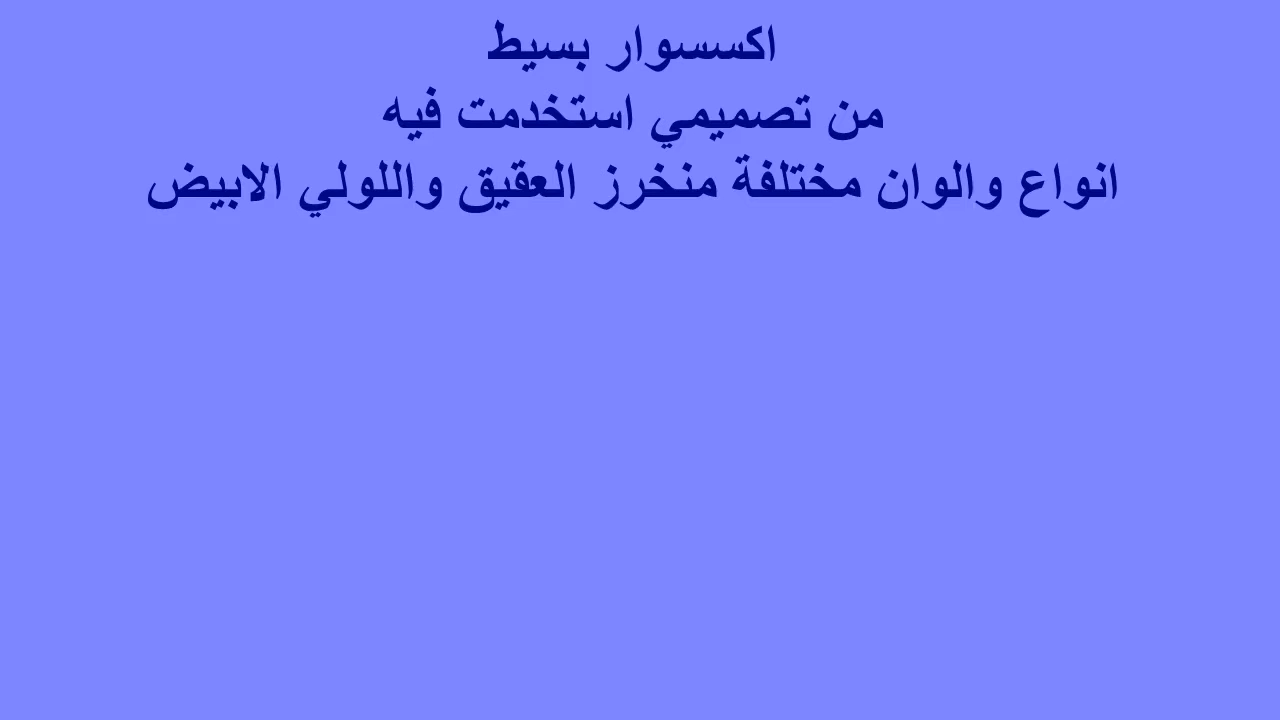 اكسسوار بسيط
من تصميمي استخدمت فيه
انواع والوان مختلفة منخرز العقيق واللولي الابيض